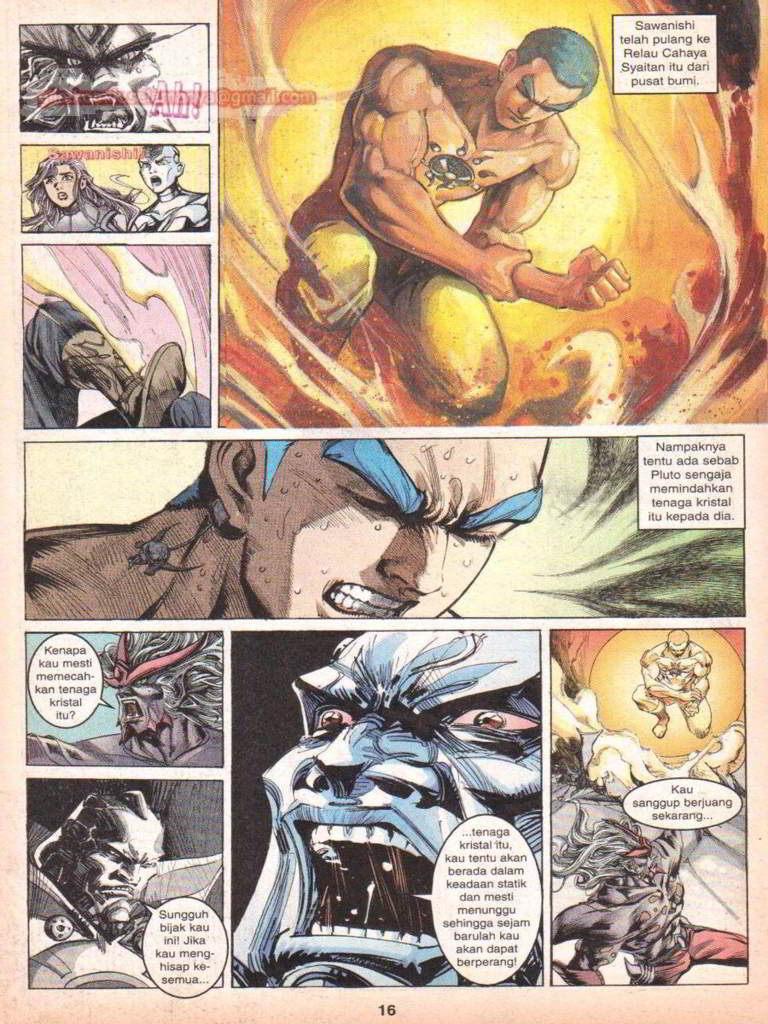 Ah!
@gmail.com
Sawanishi!
Sawanishi
telah pulang ke
Relau Cahaya
Syaitan itu dari
pusat bumi.
Nampaknya
tentu ada sebab
Pluto sengaja
memindahkan
tenaga kristal
itu kepada dia.
Kenapa
kau mesti
memecah-
kan tenaga
kristal
itu?
Sungguh
bijak kau
ini! Jika
kau meng-
hisap ke-
semua...
...tenaga
kristal itu,
kau tentu akan
berada dalam
keadaan statik
dan mesti
menunggu
sehingga sejam
barulah kau
akan dapat
berperang!
Kau
sanggup berjuang
sekarang...
16